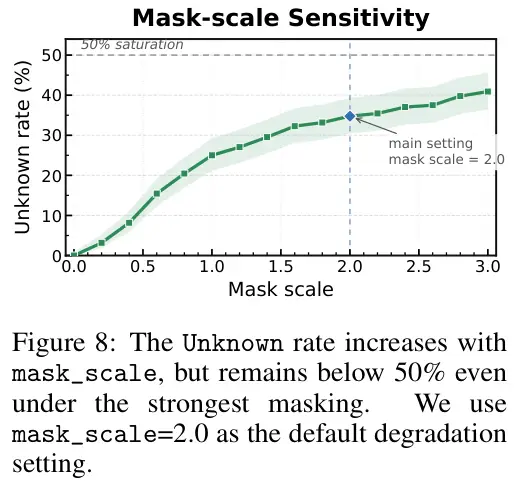 Mask-scale Sensitivity
50% saturation
50
40
30
20
10
0
Unknown rate (%)
main setting
mask scale = 2.0
0.0 0.5 1.0 1.5 2.0 2.5 3.0
Mask scale
Figure 8: The Unknown rate increases with
mask_scale, but remains below 50% even
under the strongest masking. We use
mask_scale=2.0 as the default degradation
setting.